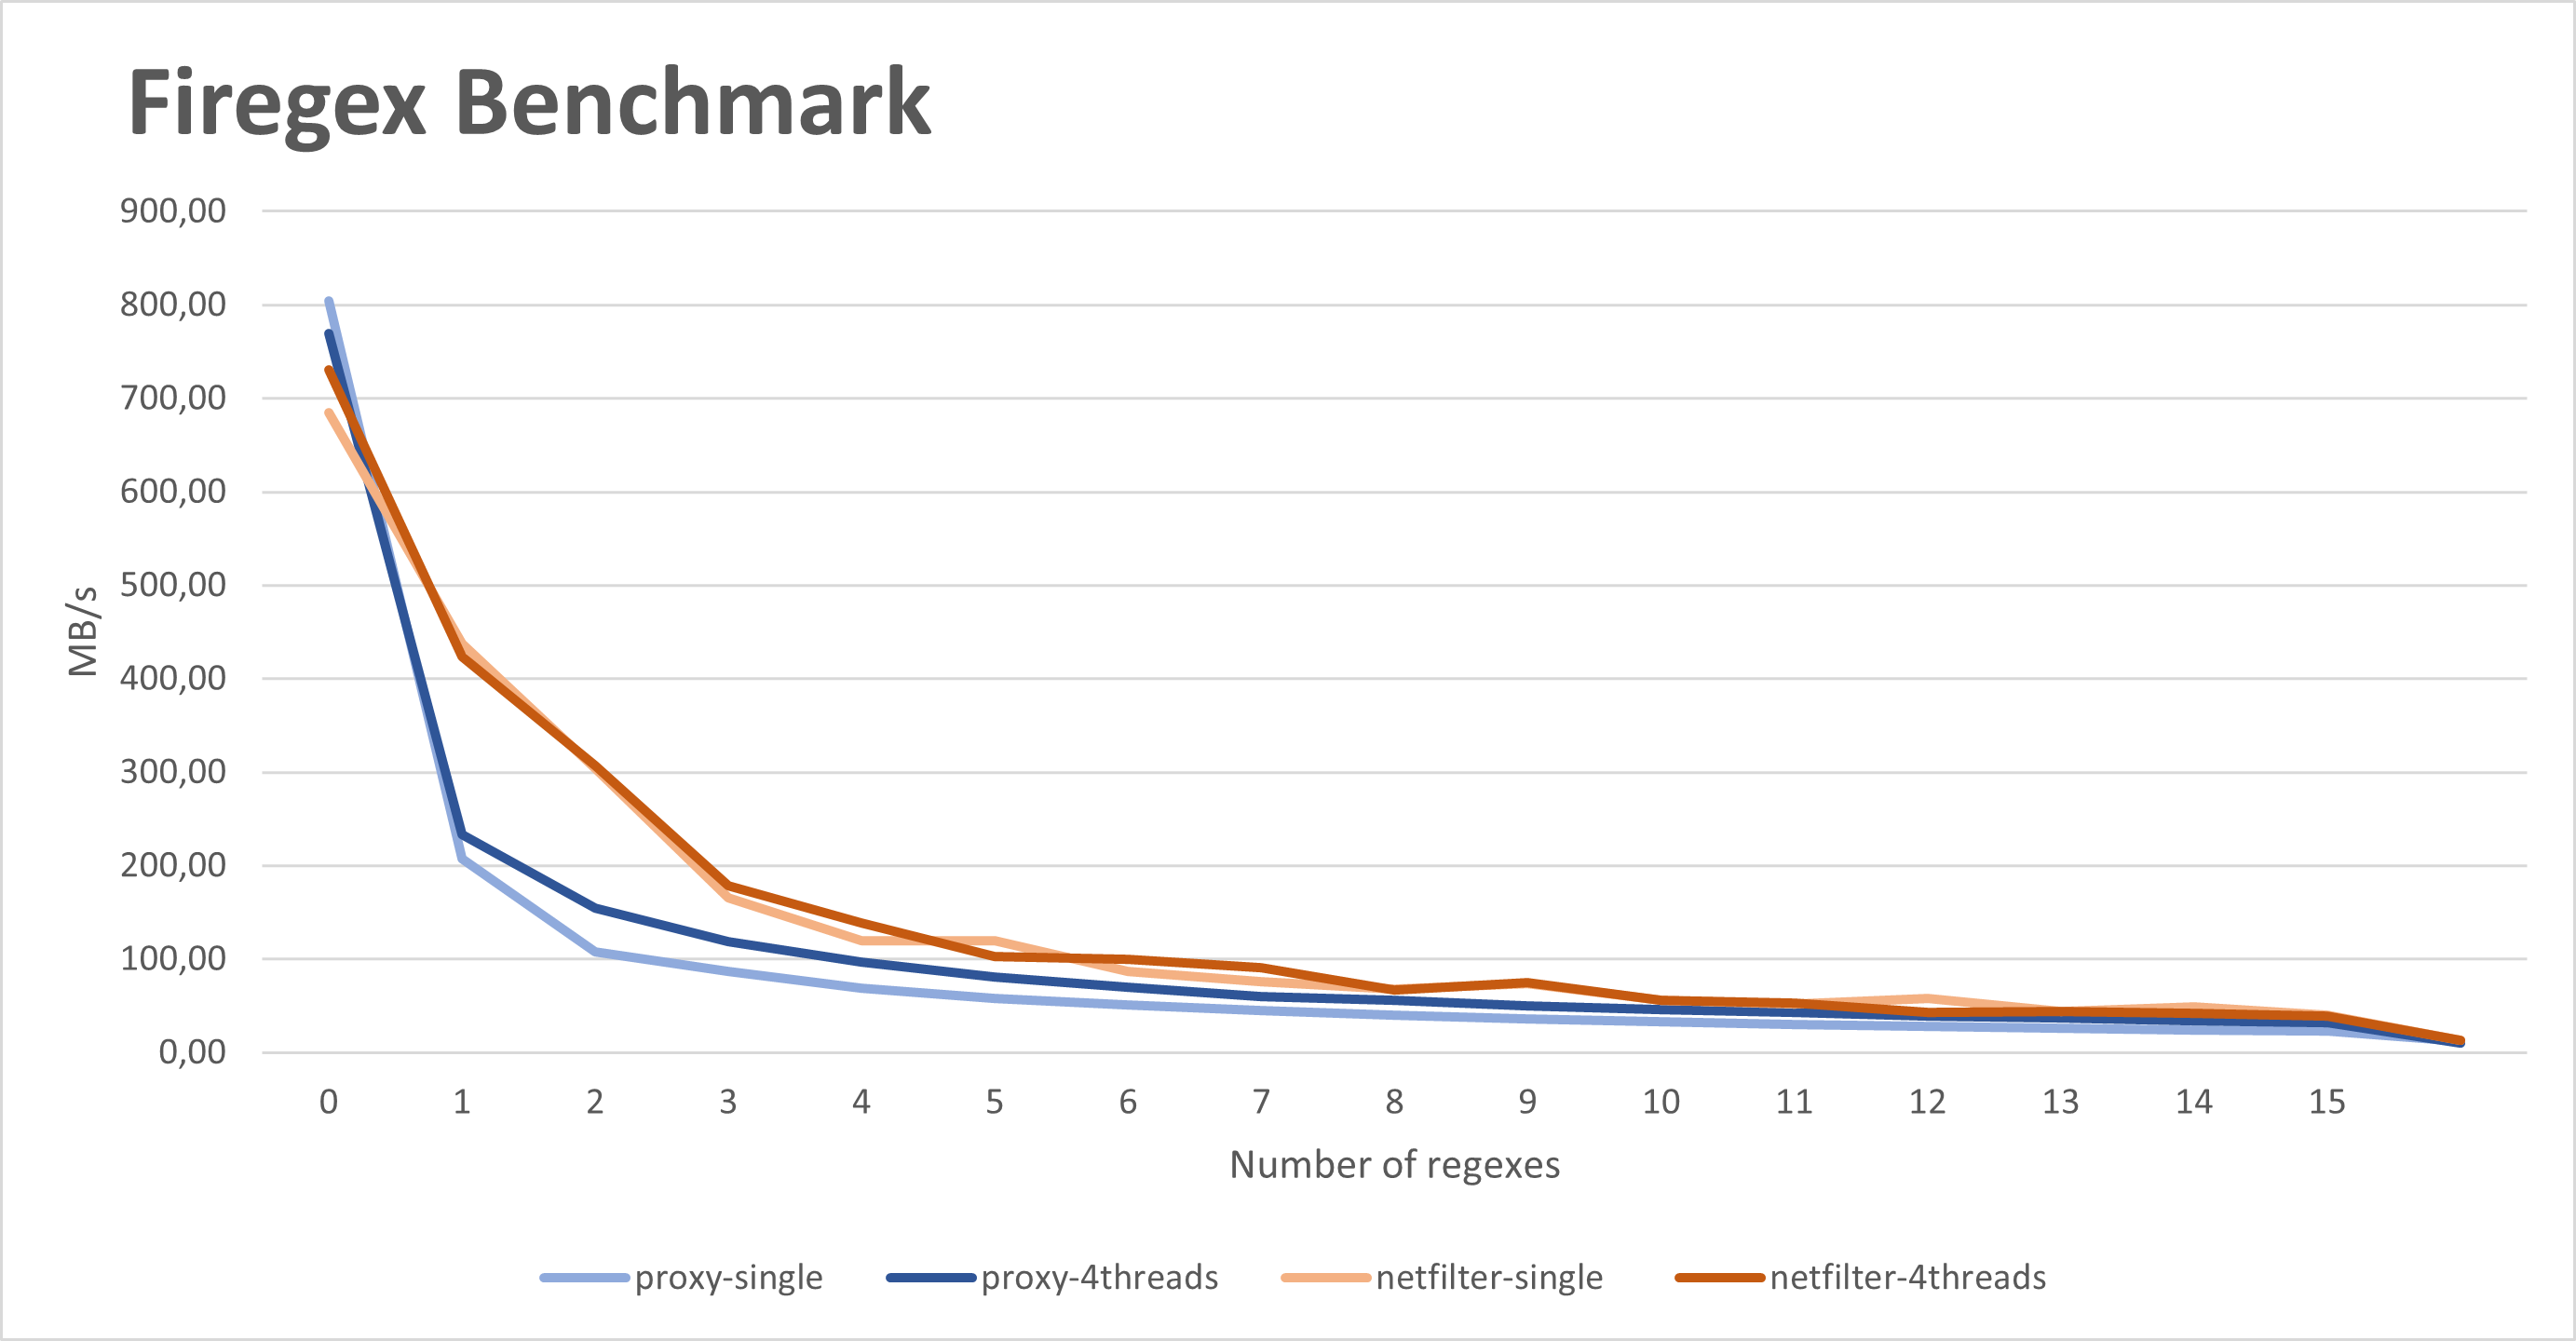 Firegex Benchmark
900,00
800,00
700,00
600,00
500,00
400,00
300,00
200,00
100,00
0,00
MB/s
0 1 2 3 4 5 6 7 8 9 10 11 12 13 14 15
Number of regexes
proxy-single proxy-4threads netfilter-single netfilter-4threads